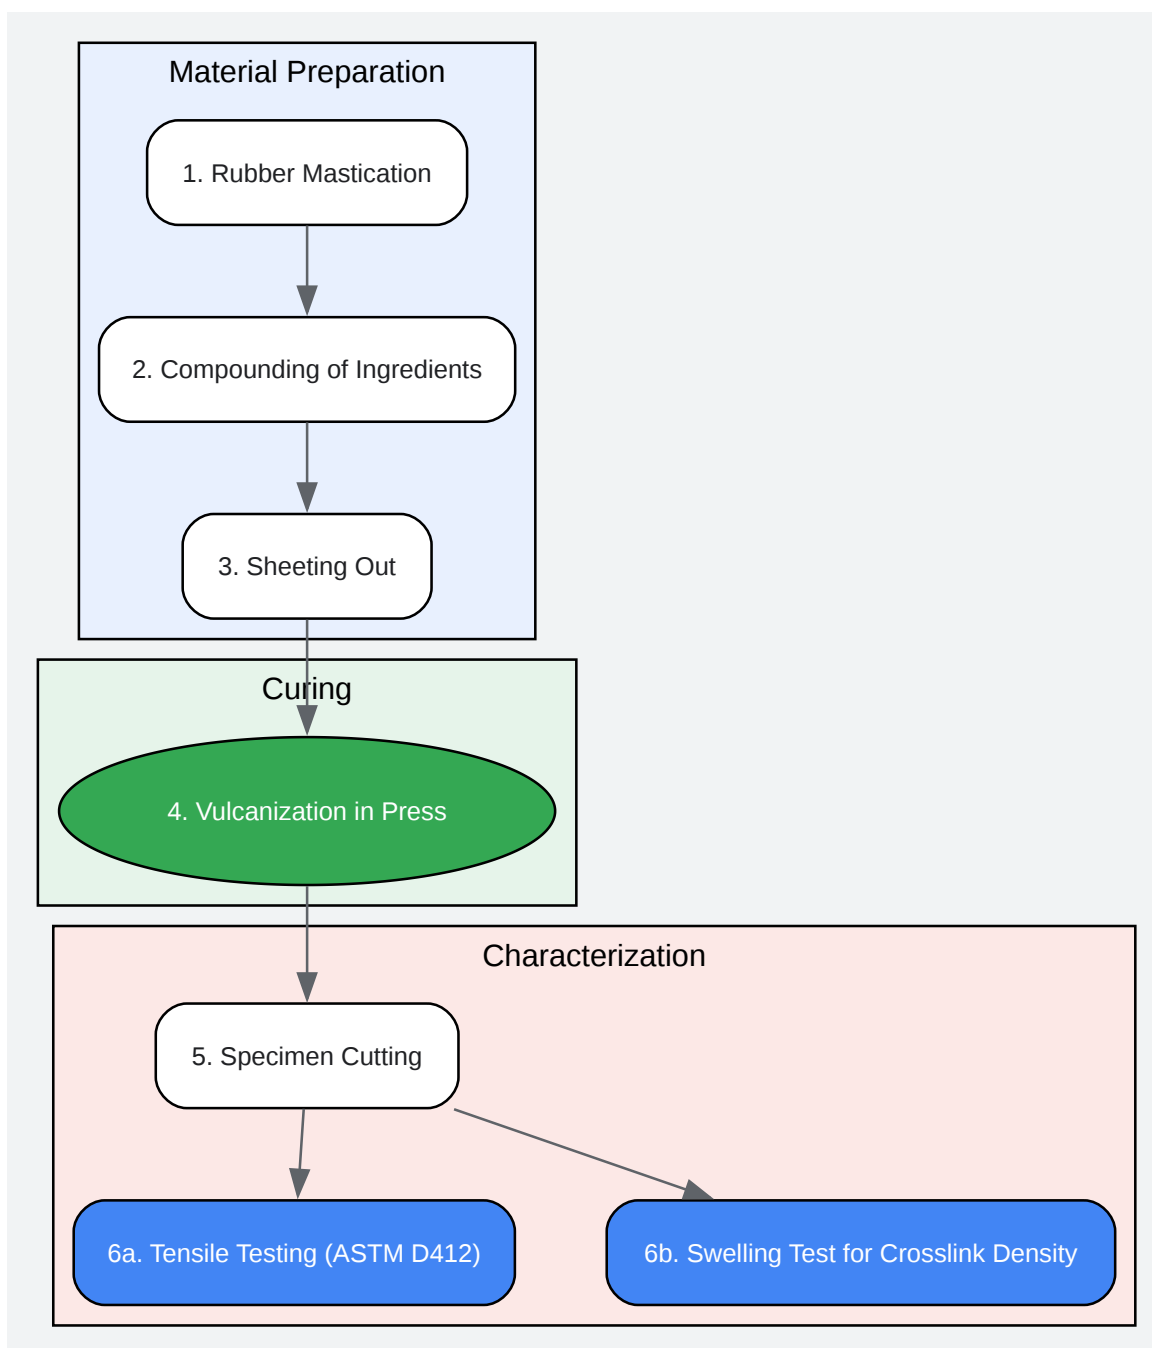 Material Preparation
1. Rubber Mastication
2. Compounding of Ingredients
3. Sheeting Out
Curing
4. Vulcanization in Press
Characterization
5. Specimen Cutting
6a. Tensile Testing (ASTM D412)
6b. Swelling Test for Crosslink Density